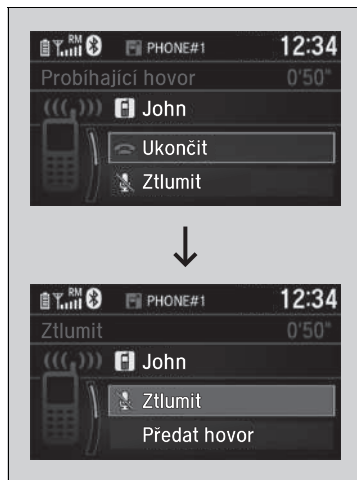 RM PHONE#1 12:34
Probíhající hovor 0'50"
John
Ukončit
Ztlumit
RM PHONE#1 12:34
Ztlumit 0'50"
John
Ztlumit
Předat hovor